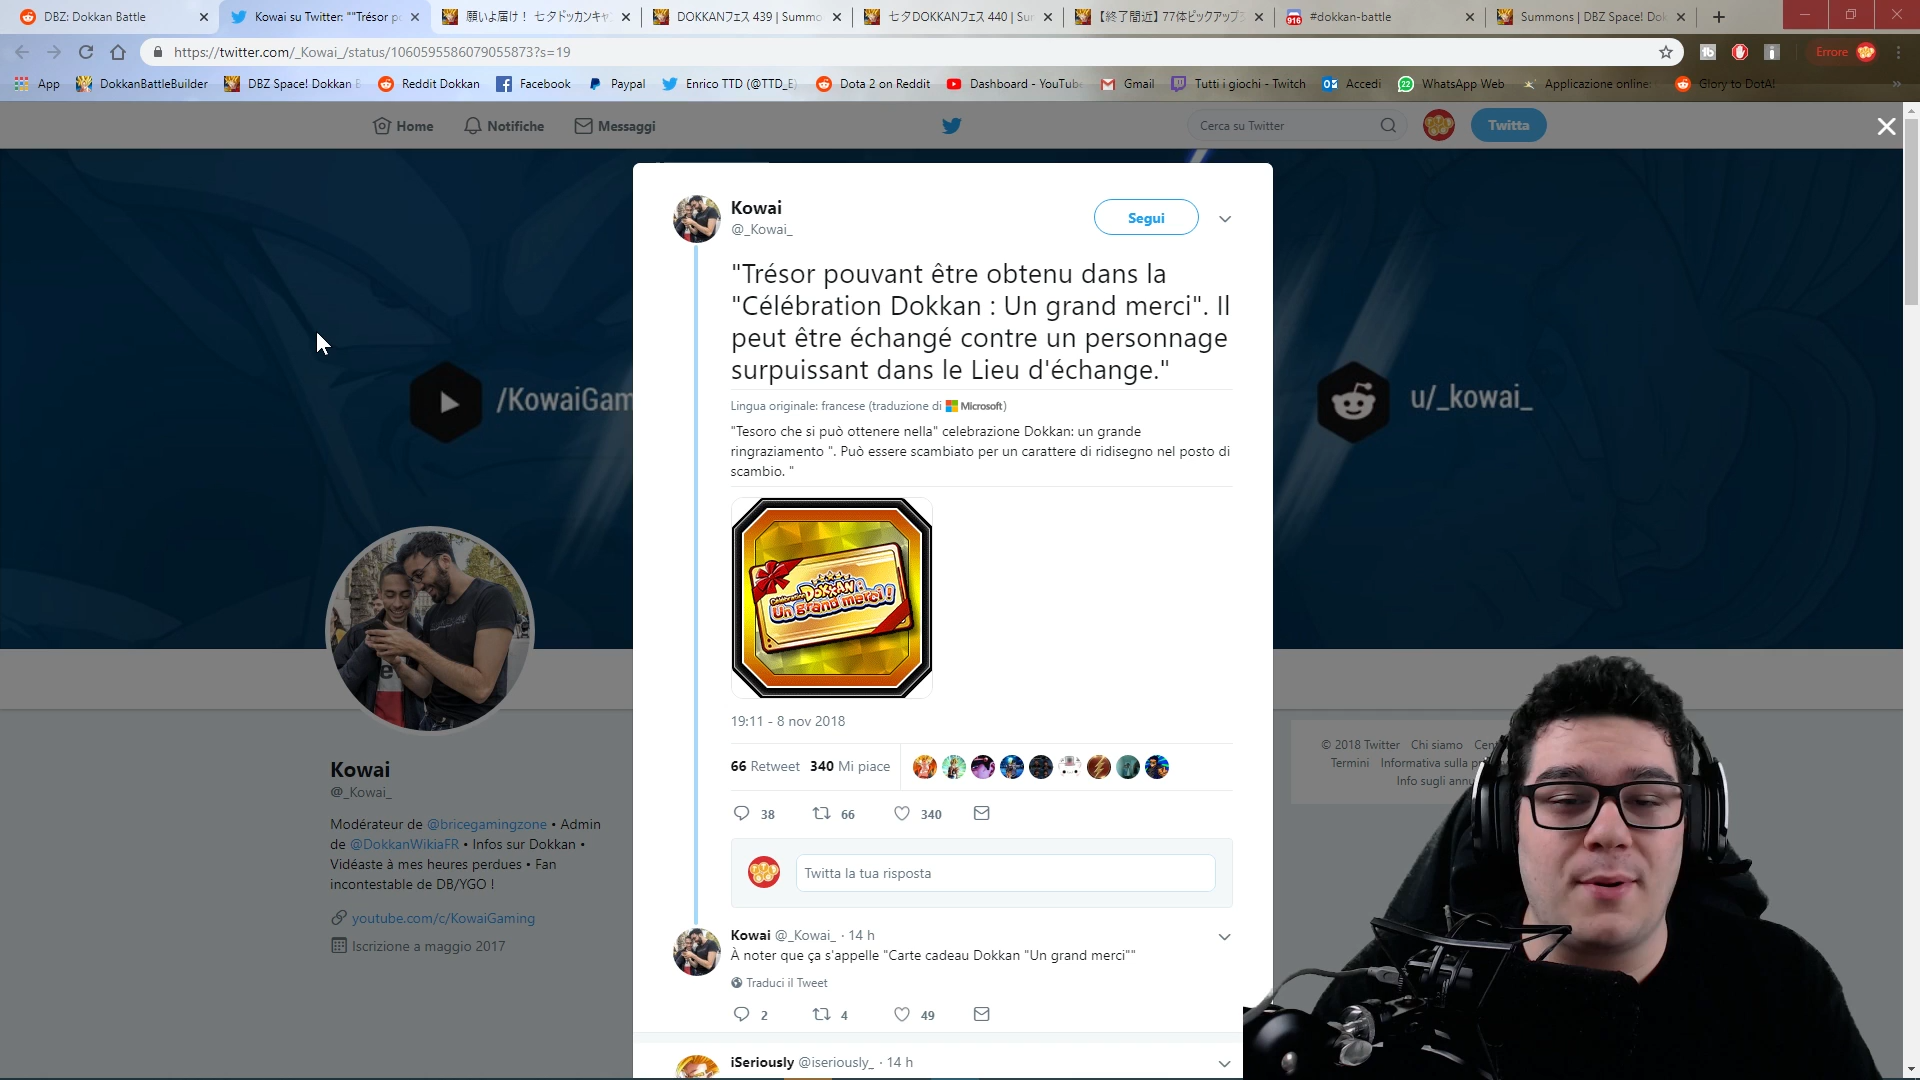 DBZ: Dokkan Battle
Kowai su Twitter: ""Trésor p
願いよ届け！ 七夕ドッカンキャ
DOKKANフェス 439 | Summo
七夕DOKKANフェス 440 | Su
【終了間近】77体ピックアップ
#dokkan-battle
Summons | DBZ Space! Dok
https://twitter.com/_Kowai_/status/1060595586079055873?s=19
Errore
App
DokkanBattleBuilder
DBZ Space! Dokkan B
Reddit Dokkan
Facebook
Paypal
Enrico TTD (@TTD_E)
Dota 2 on Reddit
Dashboard - YouTube
Gmail
Tutti i giochi - Twitch
Accedi
WhatsApp Web
Applicazione online:
Glory to DotA!
Home
Notifiche
Messaggi
Cerca su Twitter
Twitta
/KowaiGam
u/_kowai_
Kowai
@_Kowai_
Segui
"Trésor pouvant être obtenu dans la
"Célébration Dokkan : Un grand merci". Il
peut être échangé contre un personnage
surpuissant dans le Lieu d'échange."
Lingua originale: francese (traduzione di Microsoft)
"Tesoro che si può ottenere nella" celebrazione Dokkan: un grande
ringraziamento ". Può essere scambiato per un carattere di ridisegno nel posto di
scambio. "
Célébration
DOKKAN
Un grand merci !
19:11 - 8 nov 2018
66 Retweet 340 Mi piace
38 66 340
Twitta la tua risposta
Kowai @_Kowai_ · 14 h
À noter que ça s'appelle "Carte cadeau Dokkan "Un grand merci""
Traduci il Tweet
2 4 49
iSeriously @iseriously_ · 14 h
Kowai
@_Kowai_
Modérateur de @bricegamingzone • Admin
de @DokkanWikiaFR • Infos sur Dokkan •
Vidéaste à mes heures perdues • Fan
incontestable de DB/YGO !
youtube.com/c/KowaiGaming
Iscrizione a maggio 2017
© 2018 Twitter Chi siamo Cen
Termini Informativa sulla pr
Info sugli annu